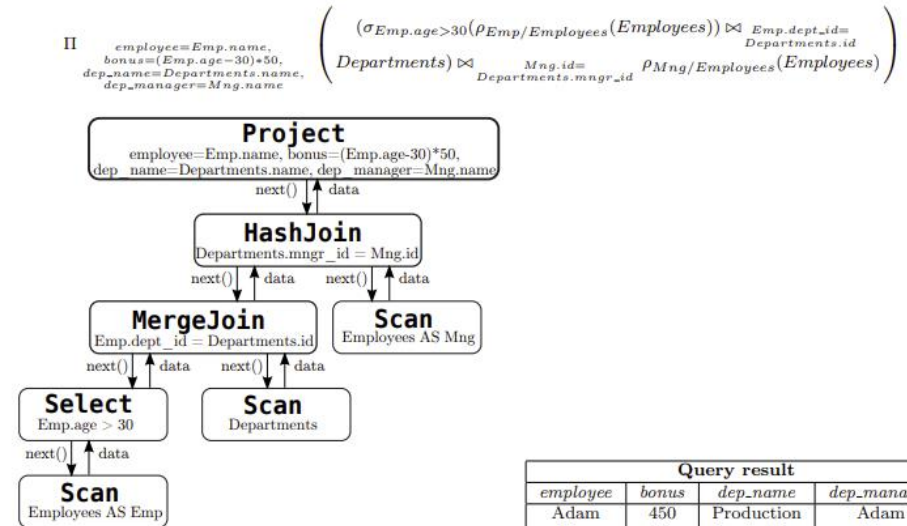 (σEmp.age>30(ρEmp/Employees(Employees)) ⋈ Emp.dept_id=
Departments.id
Π employee=Emp.name,
bonus=(Emp.age−30)∗50,
dep_name=Departments.name,
dep_manager=Mng.name
Departments) ⋈ Mng.id=
Departments.mngr_id ρMng/Employees(Employees)
Project
employee=Emp.name, bonus=(Emp.age-30)*50,
dep_name=Departments.name, dep_manager=Mng.name
next() data
HashJoin
Departments.mngr_id = Mng.id
next() data next() data
MergeJoin
Emp.dept_id = Departments.id
Scan
Employees AS Mng
next() data next() data
Select
Emp.age > 30
Scan
Departments
next() data
Scan
Employees AS Emp
Query result
employee bonus dep_name dep_mana
Adam 450 Production Adam